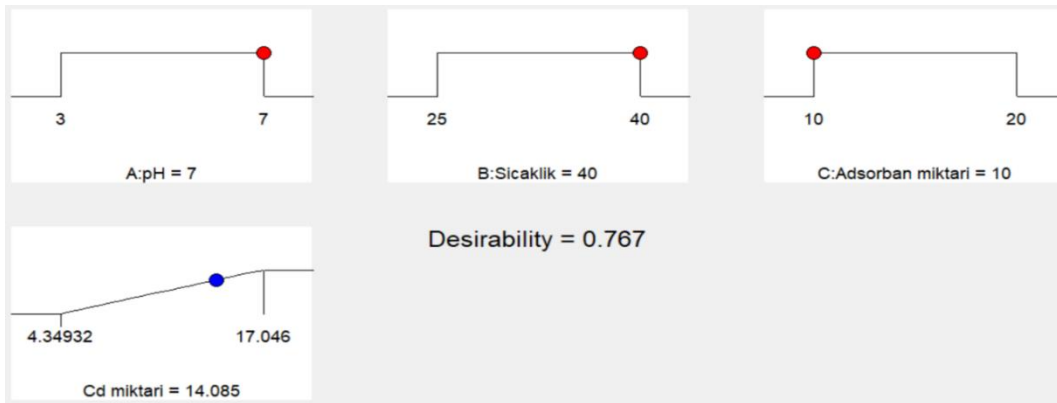 3 7
A:pH = 7
25 40
B:Sicaklik = 40
10 20
C:Adsorban miktari = 10
4.34932 17.046
Cd miktari = 14.085
Desirability = 0.767